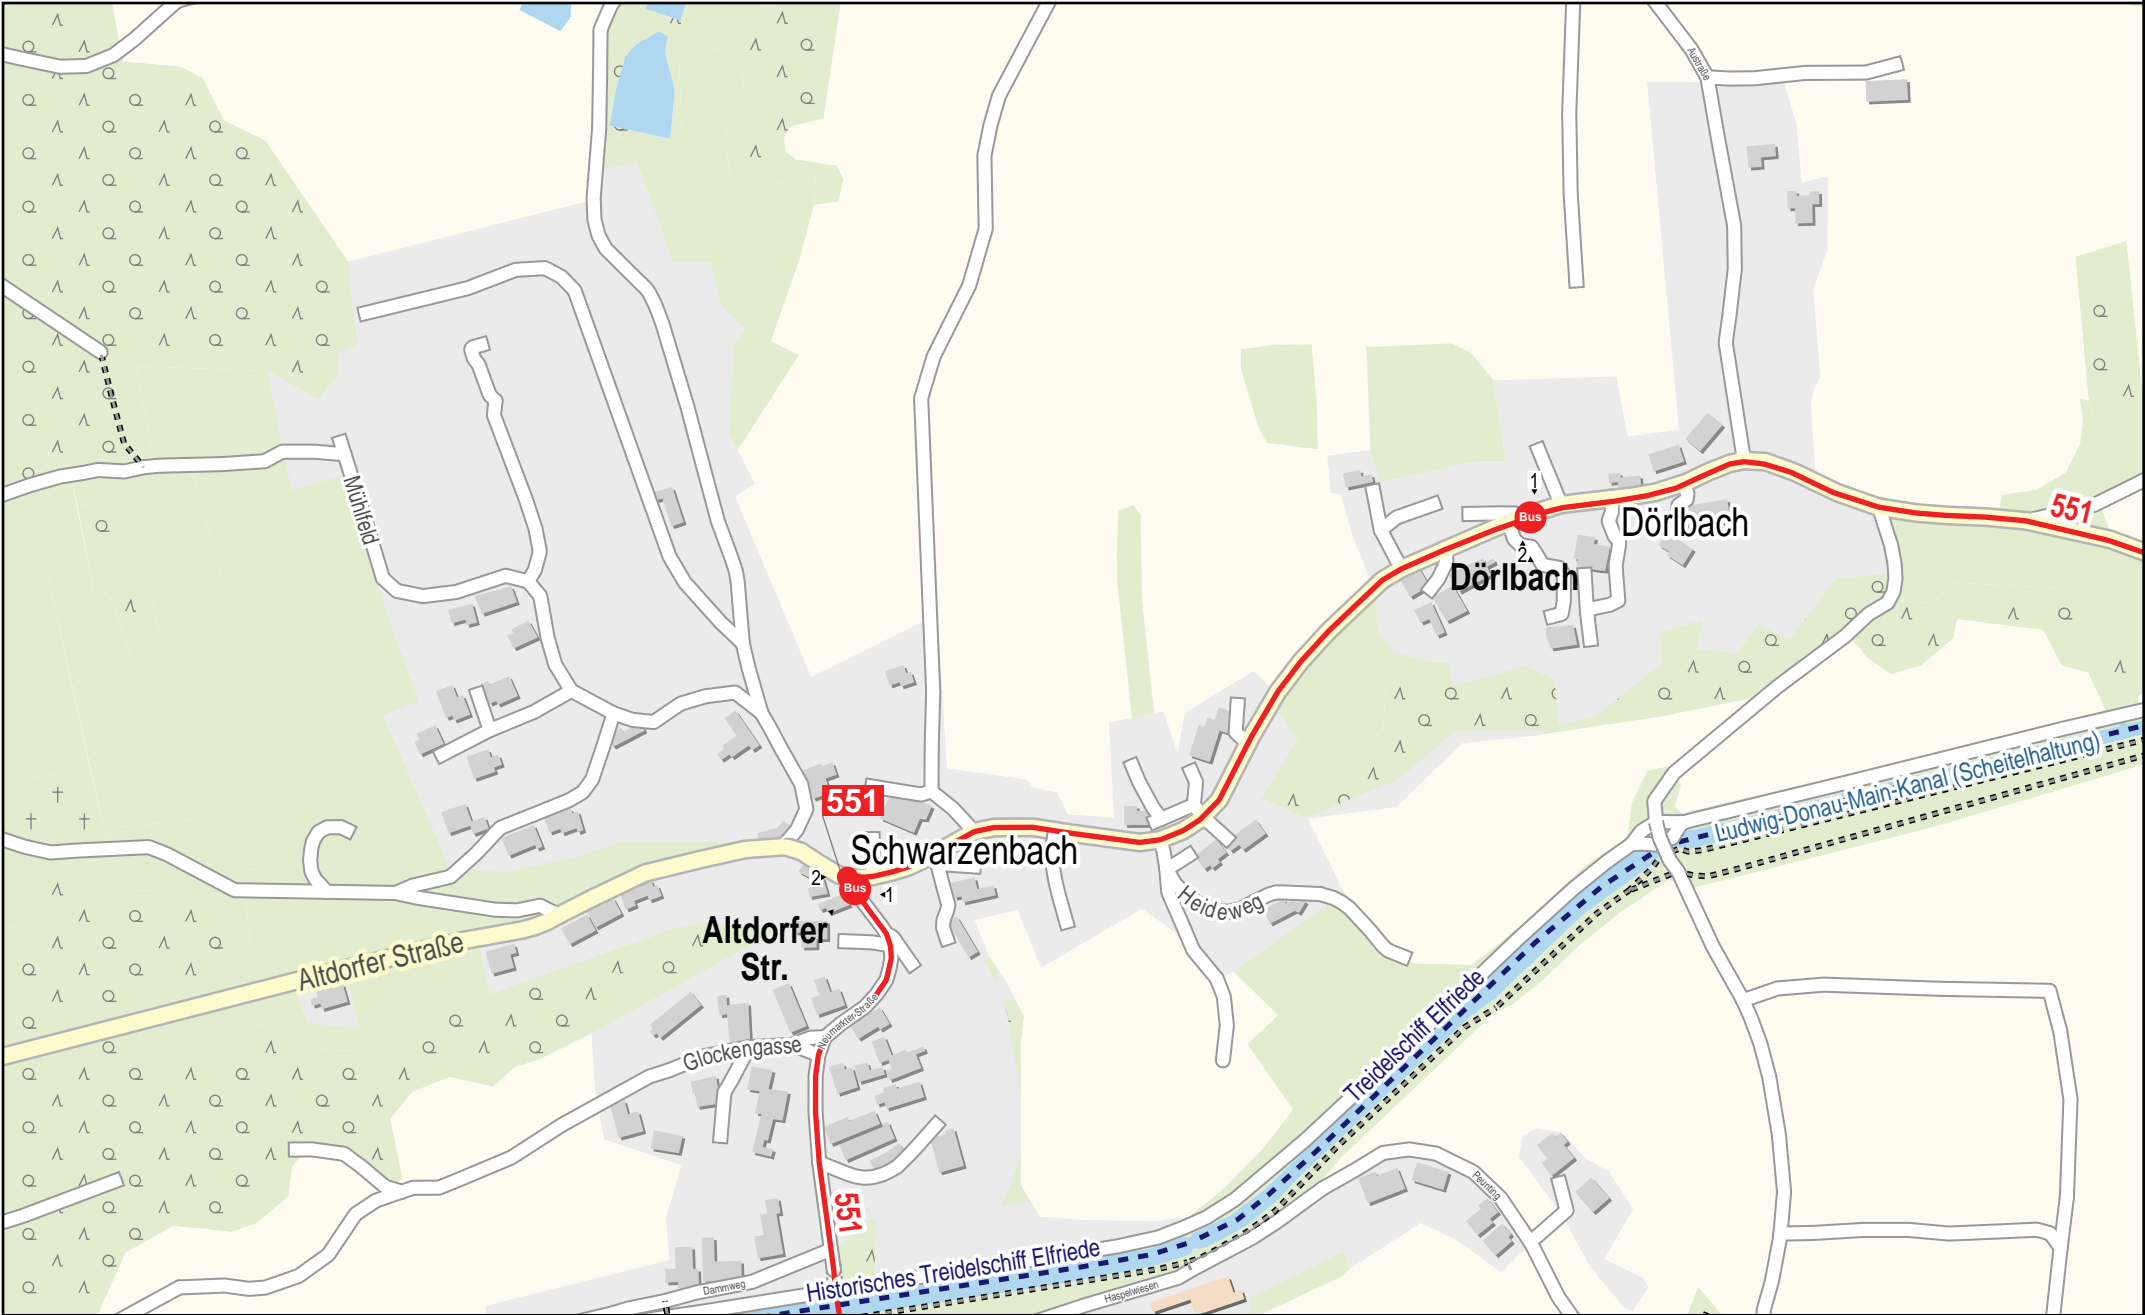 Austraße
Mühlfeld
1
Bus
Dörlbach
551
2
Dörlbach
Ludwig-Donau-Main-Kanal (Scheitelhaltung)
551
Schwarzenbach
2
Bus
1
Heideweg
Altdorfer
Str.
Altdorfer Straße
Treidelschiff Elfriede
Neumarkter-Straße
Glockengasse
Peunting
551
Historisches Treidelschiff Elfriede
Dammweg
Haspelwiesen